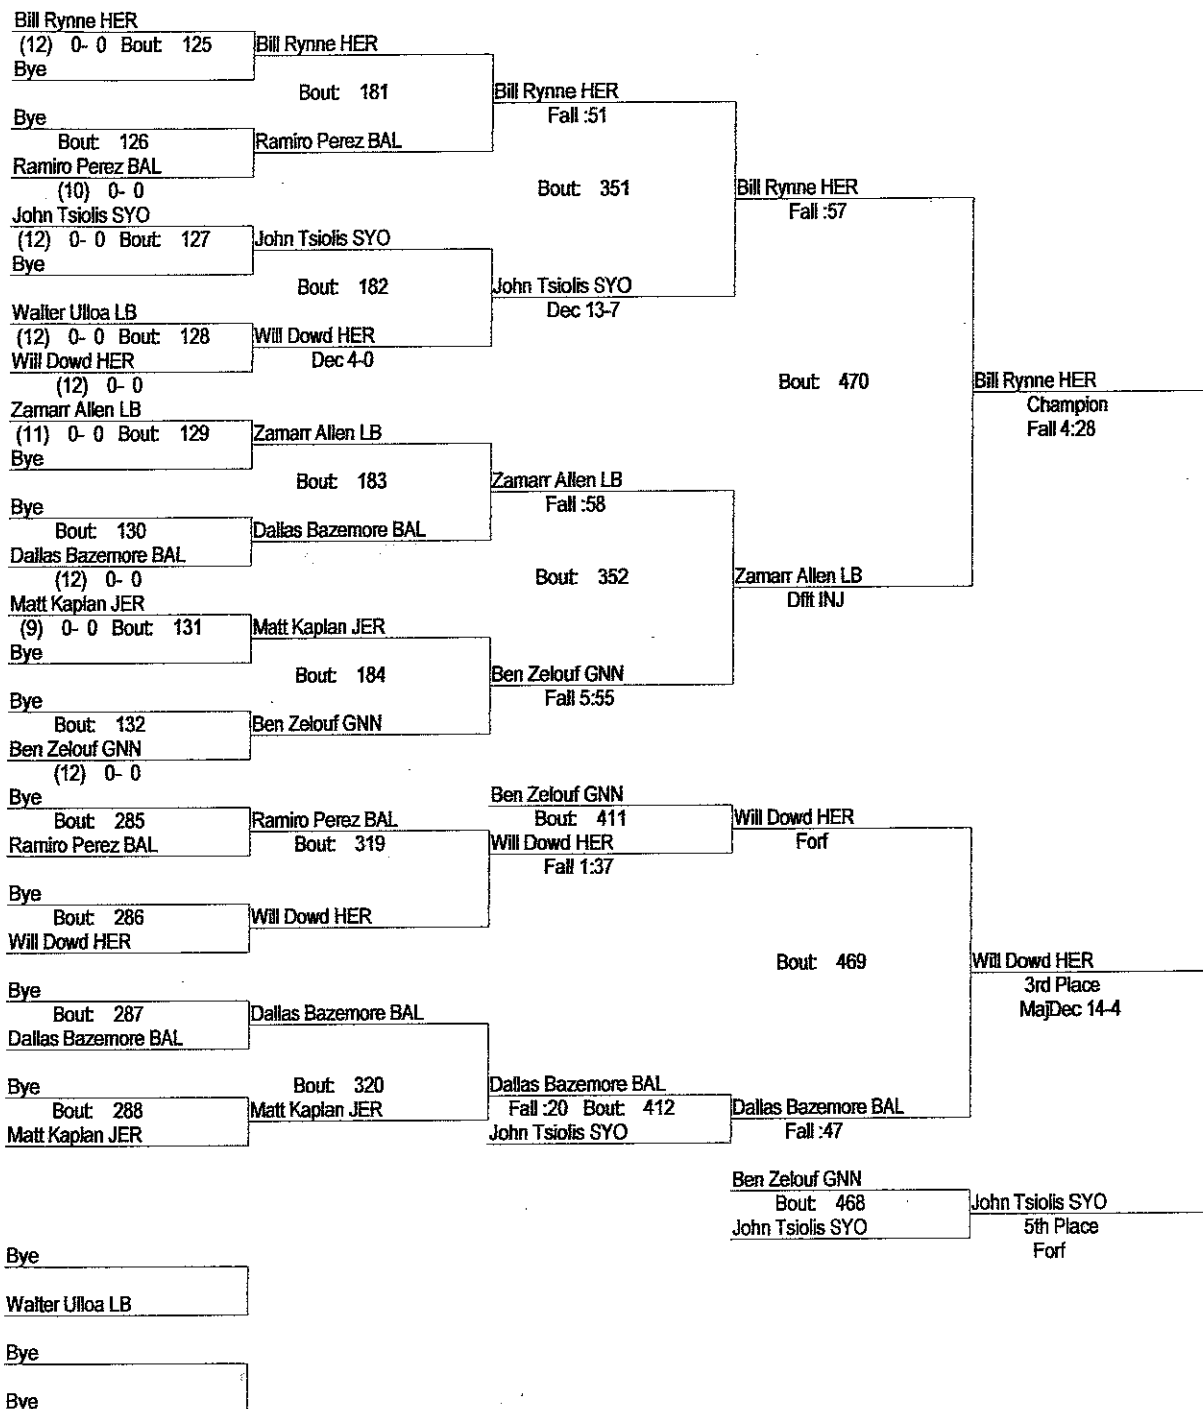 Bill Rynne HER
(12) 0- 0 Bout: 125
Bill Rynne HER
Bye
Bout: 181
Bill Rynne HER
Fall :51
Bye
Bout: 126
Ramiro Perez BAL
Ramiro Perez BAL
(10) 0- 0
Bout: 351
Bill Rynne HER
Fall :57
John Tsiolis SYO
(12) 0- 0 Bout: 127
John Tsiolis SYO
Bye
Bout: 182
John Tsiolis SYO
Dec 13-7
Walter Ulloa LB
(12) 0- 0 Bout: 128
Will Dowd HER
Will Dowd HER
Dec 4-0
(12) 0- 0
Bout: 470
Bill Rynne HER
Champion
Fall 4:28
Zamarr Allen LB
(11) 0- 0 Bout: 129
Zamarr Allen LB
Bye
Bout: 183
Zamarr Allen LB
Fall :58
Bye
Bout: 130
Dallas Bazemore BAL
Dallas Bazemore BAL
(12) 0- 0
Bout: 352
Zamarr Allen LB
Dflt INJ
Matt Kaplan JER
(9) 0- 0 Bout: 131
Matt Kaplan JER
Bye
Bout: 184
Ben Zelouf GNN
Fall 5:55
Bye
Bout: 132
Ben Zelouf GNN
Ben Zelouf GNN
(12) 0- 0
Bye
Bout: 285
Ramiro Perez BAL
Ramiro Perez BAL
Bout: 319
Ben Zelouf GNN
Bout: 411
Will Dowd HER
Fall 1:37
Will Dowd HER
Forf
Bye
Bout: 286
Will Dowd HER
Will Dowd HER
Bout: 469
Will Dowd HER
3rd Place
MajDec 14-4
Bye
Bout: 287
Dallas Bazemore BAL
Dallas Bazemore BAL
Bye
Bout: 320
Dallas Bazemore BAL
Bout: 288
Matt Kaplan JER
Fall :20 Bout: 412
Dallas Bazemore BAL
Matt Kaplan JER
John Tsiolis SYO
Fall :47
Ben Zelouf GNN
Bout: 468
John Tsiolis SYO
John Tsiolis SYO
5th Place
Forf
Bye
Walter Ulloa LB
Bye
Bye